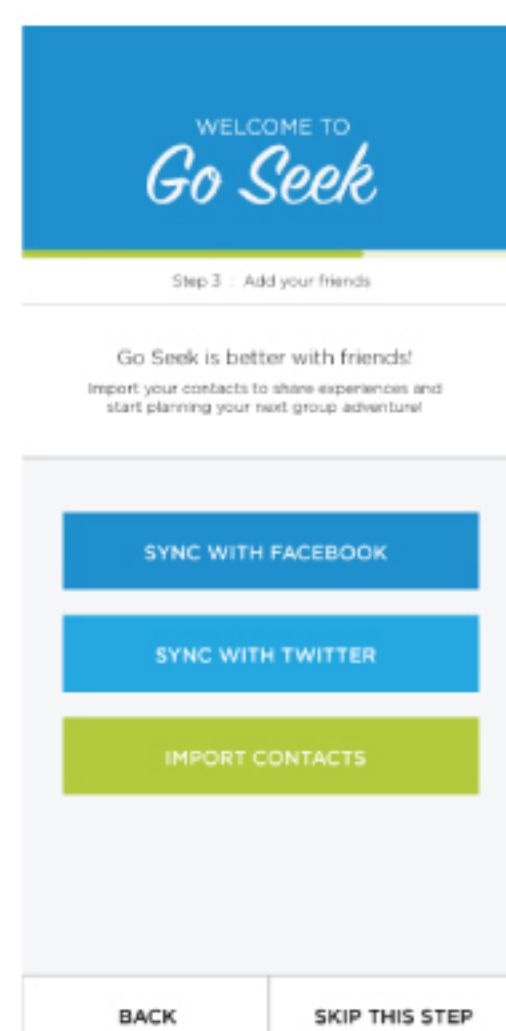 WELCOME TO
Go Seek
Step 3 : Add your friends
Go Seek is better with friends!
Import your contacts to share experiences and
start planning your next group adventure!
SYNC WITH FACEBOOK
SYNC WITH TWITTER
IMPORT CONTACTS
BACK
SKIP THIS STEP